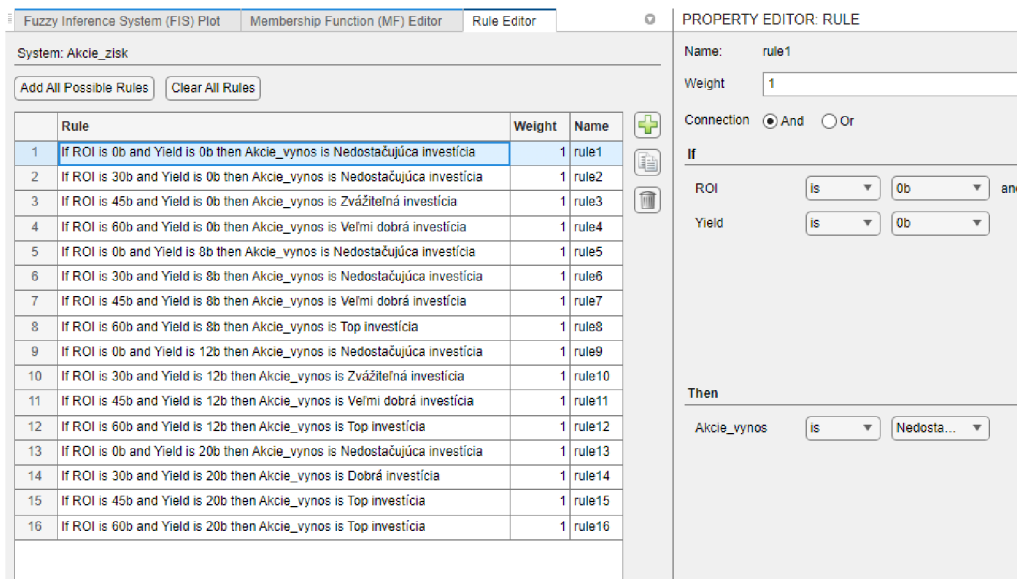 Fuzzy Inference System (FIS) Plot Membership Function (MF) Editor Rule Editor
System: Akcie_zisk
Add All Possible Rules Clear All Rules
Rule Weight Name
1 If ROI is 0b and Yield is 0b then Akcie_vynos is Nedostačujúca investícia 1 rule1
2 If ROI is 30b and Yield is 0b then Akcie_vynos is Nedostačujúca investícia 1 rule2
3 If ROI is 45b and Yield is 0b then Akcie_vynos is Zvážiteľná investícia 1 rule3
4 If ROI is 60b and Yield is 0b then Akcie_vynos is Veľmi dobrá investícia 1 rule4
5 If ROI is 0b and Yield is 8b then Akcie_vynos is Nedostačujúca investícia 1 rule5
6 If ROI is 30b and Yield is 8b then Akcie_vynos is Nedostačujúca investícia 1 rule6
7 If ROI is 45b and Yield is 8b then Akcie_vynos is Veľmi dobrá investícia 1 rule7
8 If ROI is 60b and Yield is 8b then Akcie_vynos is Top investícia 1 rule8
9 If ROI is 0b and Yield is 12b then Akcie_vynos is Nedostačujúca investícia 1 rule9
10 If ROI is 30b and Yield is 12b then Akcie_vynos is Zvážiteľná investícia 1 rule10
11 If ROI is 45b and Yield is 12b then Akcie_vynos is Veľmi dobrá investícia 1 rule11
12 If ROI is 60b and Yield is 12b then Akcie_vynos is Top investícia 1 rule12
13 If ROI is 0b and Yield is 20b then Akcie_vynos is Nedostačujúca investícia 1 rule13
14 If ROI is 30b and Yield is 20b then Akcie_vynos is Dobrá investícia 1 rule14
15 If ROI is 45b and Yield is 20b then Akcie_vynos is Top investícia 1 rule15
16 If ROI is 60b and Yield is 20b then Akcie_vynos is Top investícia 1 rule16
PROPERTY EDITOR: RULE
Name: rule1
Weight 1
Connection And Or
If
ROI is 0b an
Yield is 0b
Then
Akcie_vynos is Nedosta...